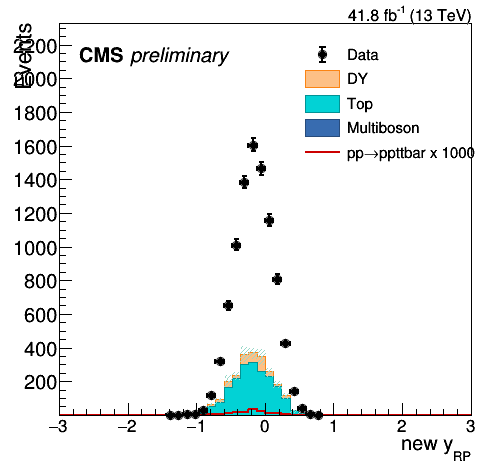 41.8 fb-1 (13 TeV)
Events
CMS preliminary
Data
DY
Top
Multiboson
pp→ppttbar x 1000
2200
2000
1800
1600
1400
1200
1000
800
600
400
200
−3 −2 −1 0 1 2 3
new yRP